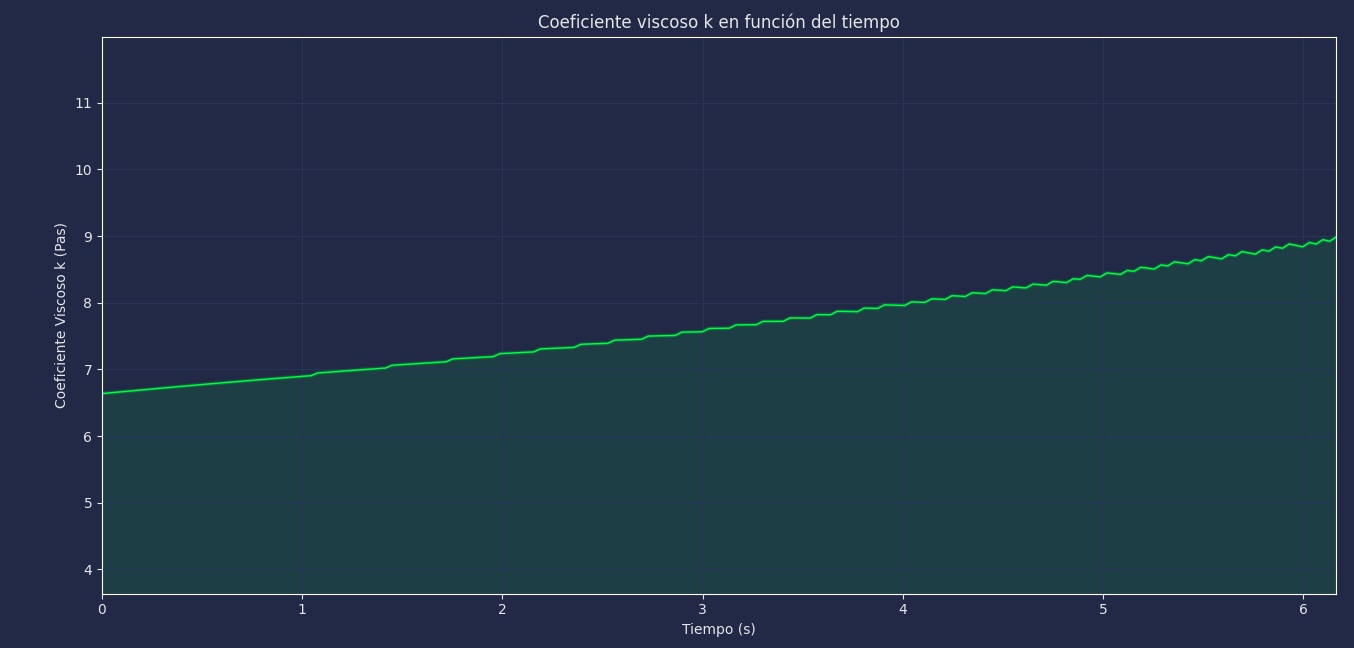 Coeficiente viscoso k en función del tiempo
11
10
9
8
7
6
5
4
Coeficiente Viscoso k (Pas)
0 1 2 3 4 5 6
Tiempo (s)